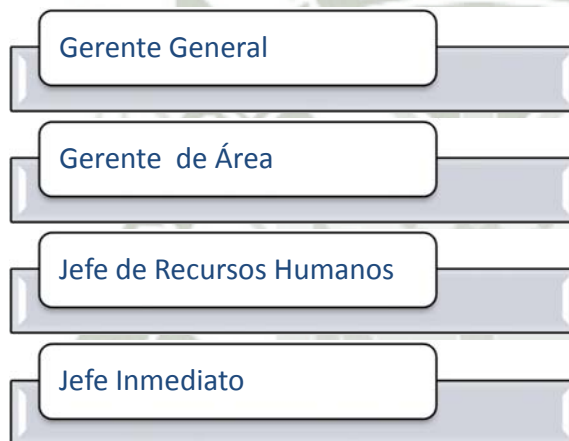 Gerente General
Gerente de Área
Jefe de Recursos Humanos
Jefe Inmediato